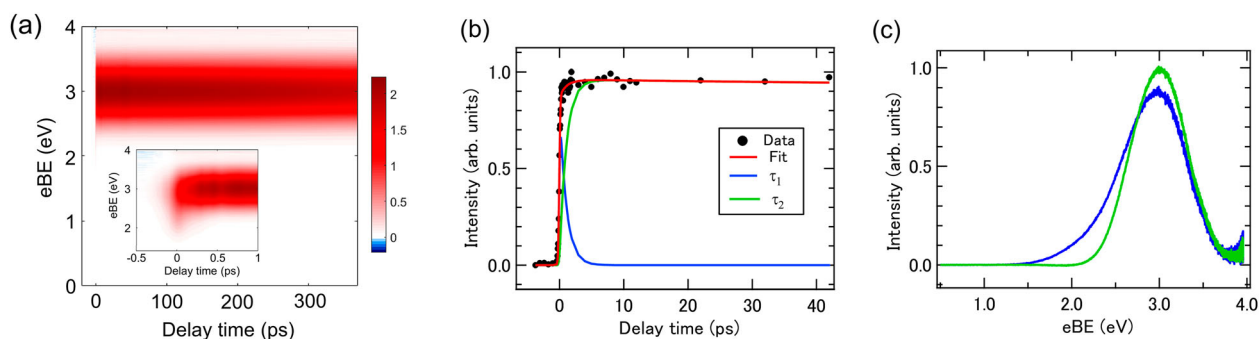 (a)
4
3
2
1
0
eBE (eV)
0
100
200
300
Delay time (ps)
4
3
2
eBE (eV)
-0.5
0
0.5
1
Delay time (ps)
2
1.5
1
0.5
0
(b)
1.0
0.5
0.0
Intensity (arb. units)
0
10
20
30
40
Delay time (ps)
Data
Fit
τ1
τ2
(c)
1.0
0.5
0.0
Intensity (arb. units)
1.0
2.0
3.0
4.0
eBE (eV)